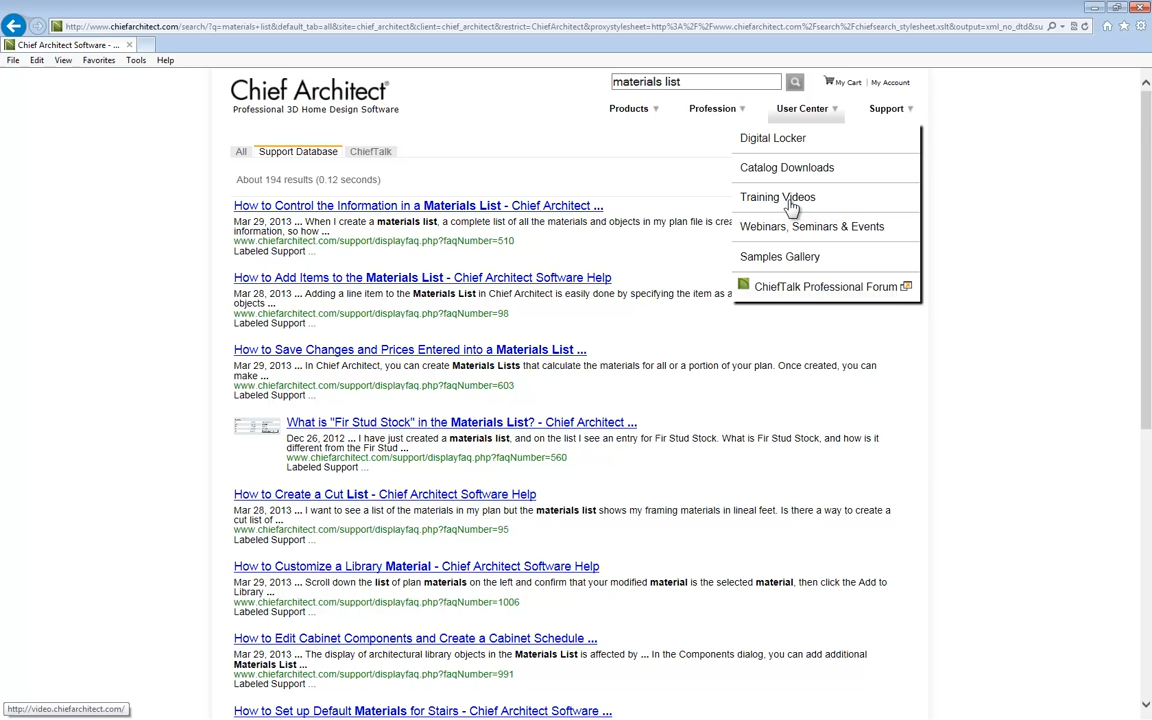 http://www.chiefarchitect.com/search/?q=materials+list&default_tab=all&site=chief_architect&client=chief_architect&restrict=ChiefArchitect&proxystylesheet=http%3A%2F%2Fwww.chiefarchitect.com%2Fsearch%2Fchiefsearch_stylesheet.xslt&output=xml_no_dtd&su
Chief Architect Software - ...
File Edit View Favorites Tools Help
Chief Architect®
Professional 3D Home Design Software
materials list
My Cart | My Account
Products Profession User Center Support
Digital Locker
Catalog Downloads
Training Videos
Webinars, Seminars & Events
Samples Gallery
ChiefTalk Professional Forum
All Support Database ChiefTalk
About 194 results (0.12 seconds)
How to Control the Information in a Materials List - Chief Architect ...
Mar 29, 2013 ... When I create a materials list, a complete list of all the materials and objects in my plan file is crea
information, so how ...
www.chiefarchitect.com/support/displayfaq.php?faqNumber=510
Labeled Support ...
How to Add Items to the Materials List - Chief Architect Software Help
Mar 28, 2013 ... Adding a line item to the Materials List in Chief Architect is easily done by specifying the item as a
objects ...
www.chiefarchitect.com/support/displayfaq.php?faqNumber=98
Labeled Support ...
How to Save Changes and Prices Entered into a Materials List ...
Mar 29, 2013 ... In Chief Architect, you can create Materials Lists that calculate the materials for all or a portion of your plan. Once created, you can
make ...
www.chiefarchitect.com/support/displayfaq.php?faqNumber=603
Labeled Support ...
What is "Fir Stud Stock" in the Materials List? - Chief Architect ...
Dec 26, 2012 ... I have just created a materials list, and on the list I see an entry for Fir Stud Stock. What is Fir Stud Stock, and how is it
different from the Fir Stud ...
www.chiefarchitect.com/support/displayfaq.php?faqNumber=560
Labeled Support ...
How to Create a Cut List - Chief Architect Software Help
Mar 28, 2013 ... I want to see a list of the materials in my plan but the materials list shows my framing materials in lineal feet. Is there a way to create a
cut list of ...
www.chiefarchitect.com/support/displayfaq.php?faqNumber=95
Labeled Support ...
How to Customize a Library Material - Chief Architect Software Help
Mar 29, 2013 ... Scroll down the list of plan materials on the left and confirm that your modified material is the selected material, then click the Add to
Library ...
www.chiefarchitect.com/support/displayfaq.php?faqNumber=1006
Labeled Support ...
How to Edit Cabinet Components and Create a Cabinet Schedule ...
Mar 29, 2013 ... The display of architectural library objects in the Materials List is affected by ... In the Components dialog, you can add additional
Materials List ...
www.chiefarchitect.com/support/displayfaq.php?faqNumber=991
Labeled Support ...
How to Set up Default Materials for Stairs - Chief Architect Software ...
http://video.chiefarchitect.com/